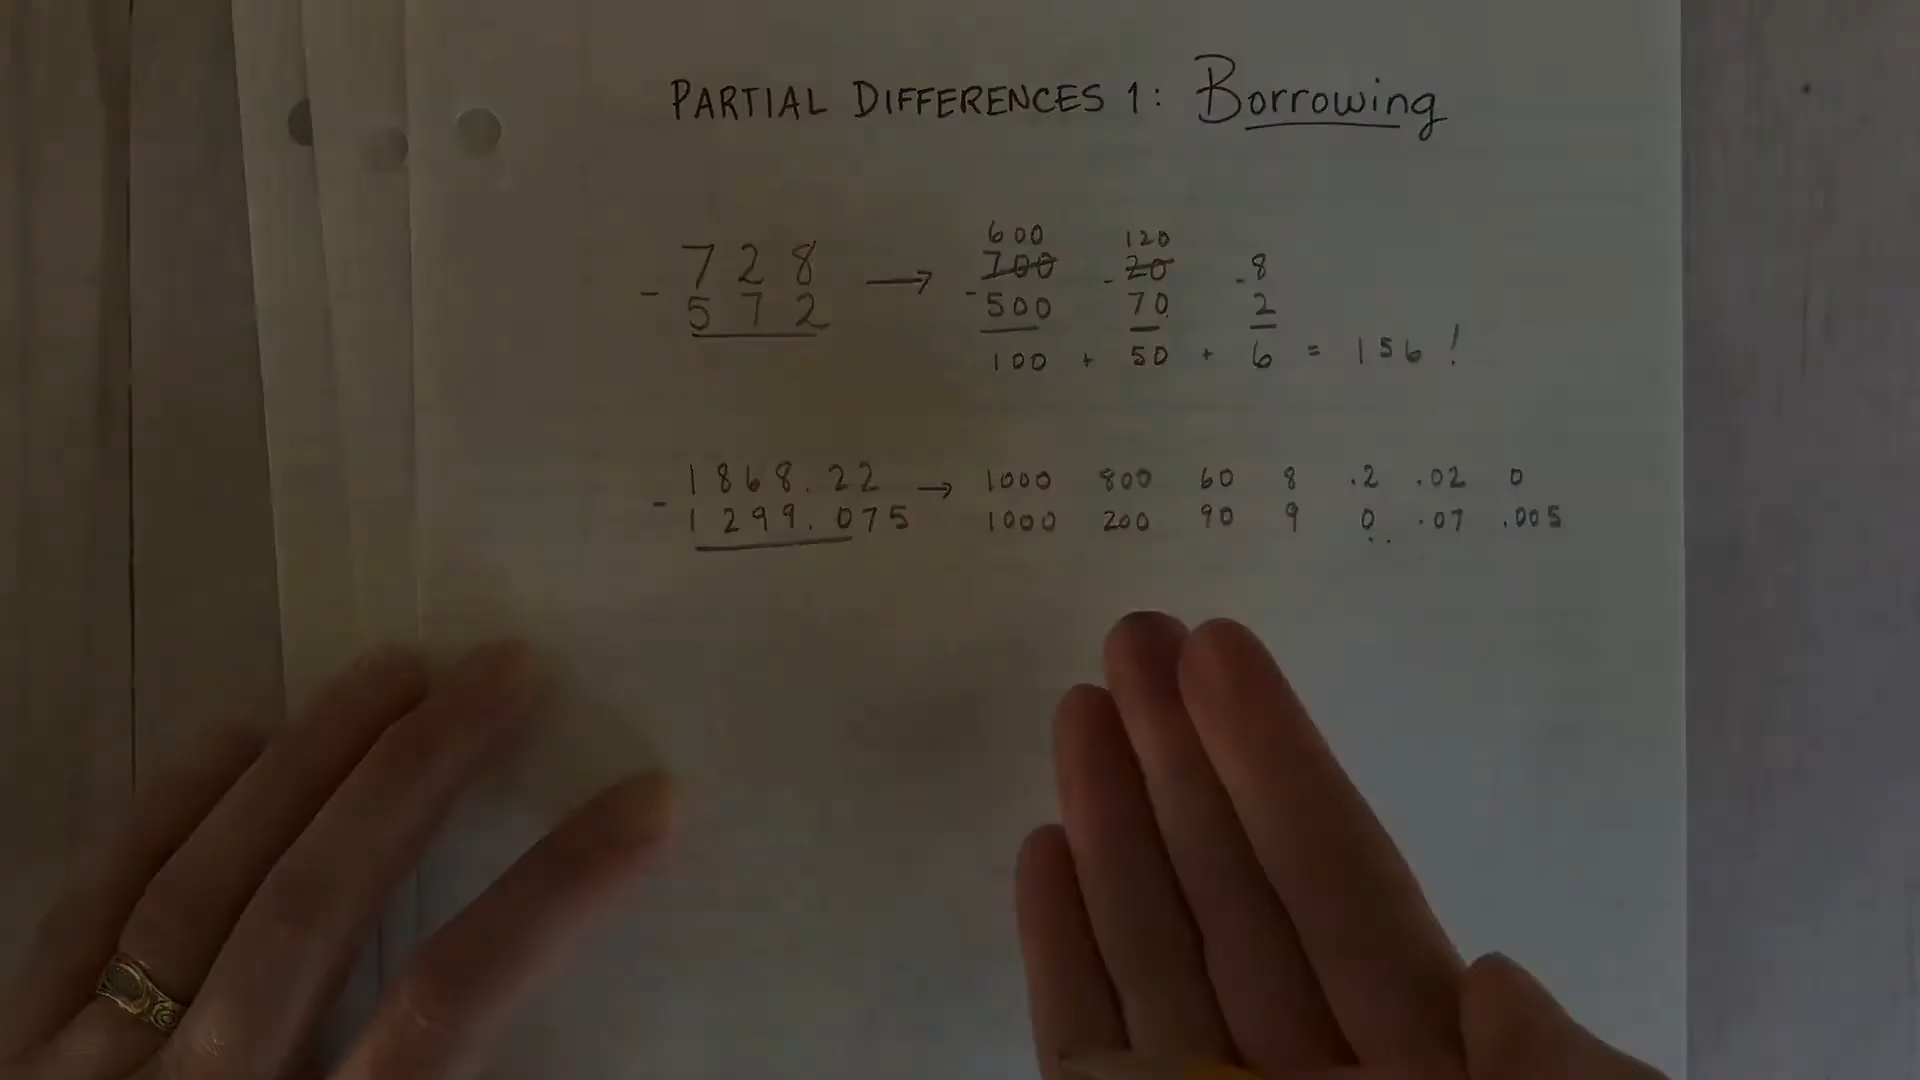 PARTIAL DIFFERENCES 1: Borrowing
600 120
728 → 700 - 20 - 8
- 572 - 500 70 2
100 + 50 + 6 = 156!
1868.22 → 1000 800 60 8 .2 .02 0
- 1299.075 1000 200 90 9 0 .07 .005